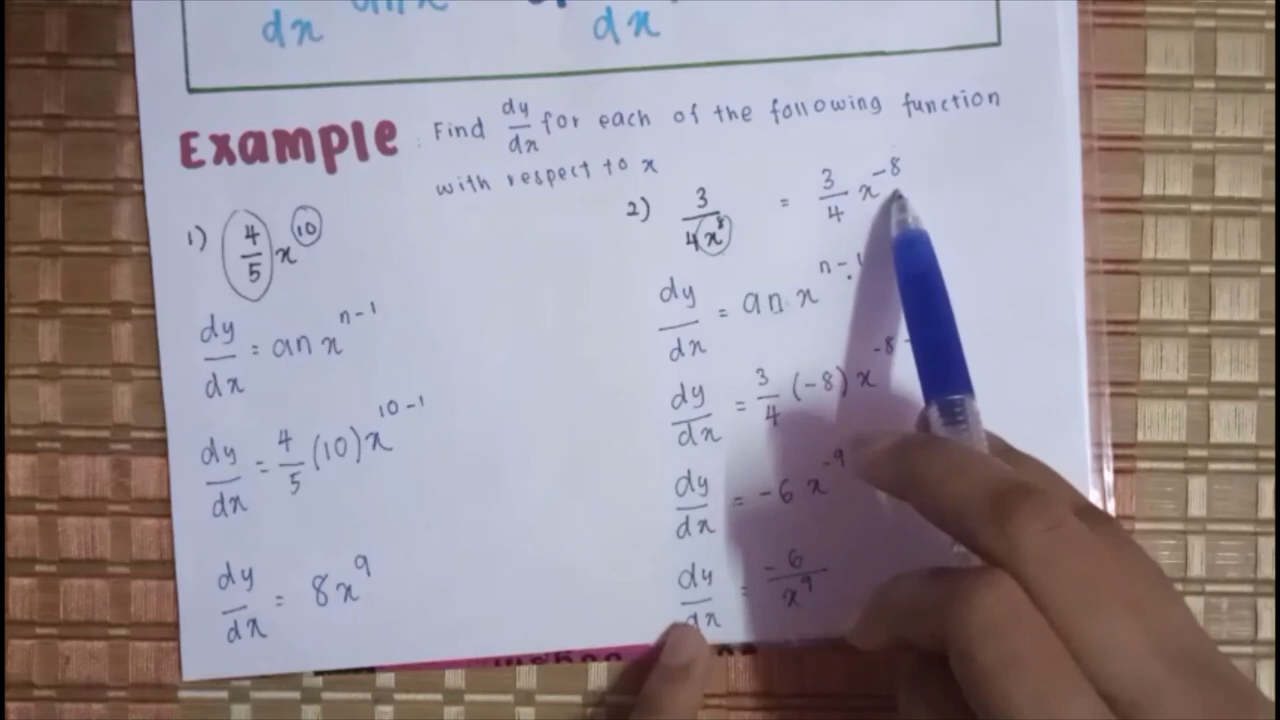 dx dx
Example : Find dy/dx for each of the following function
with respect to x
1) 4/5 x^10
dy/dx = anx^n-1
dy/dx = 4/5 (10)x^10-1
dy/dx = 8x^9
2) 3/4x^8 = 3/4 x^-8
dy/dx = an x^n-1
dy/dx = 3/4 (-8) x^-8-
dy/dx = -6 x^-9
dy/dx = -6/x^9